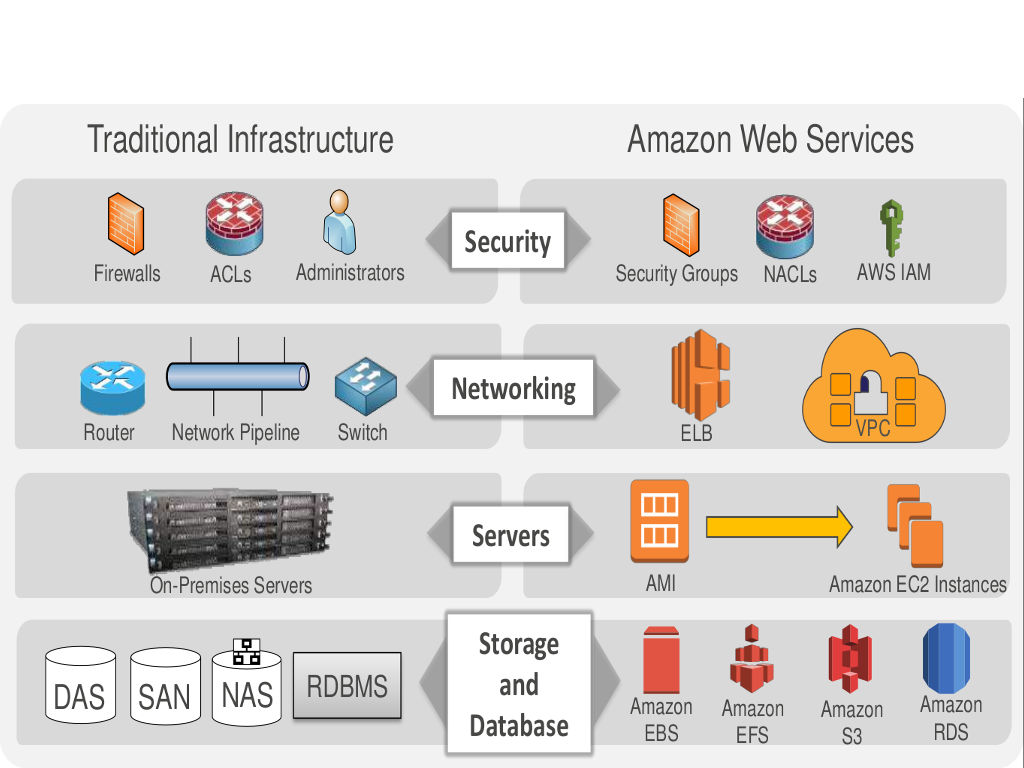 Traditional Infrastructure
Amazon Web Services
Firewalls
ACLs
Administrators
Security
Security Groups
NACLs
AWS IAM
Router
Network Pipeline
Switch
Networking
ELB
VPC
On-Premises Servers
Servers
AMI
Amazon EC2 Instances
DAS
SAN
NAS
RDBMS
Storage
and
Database
Amazon
EBS
Amazon
EFS
Amazon
S3
Amazon
RDS